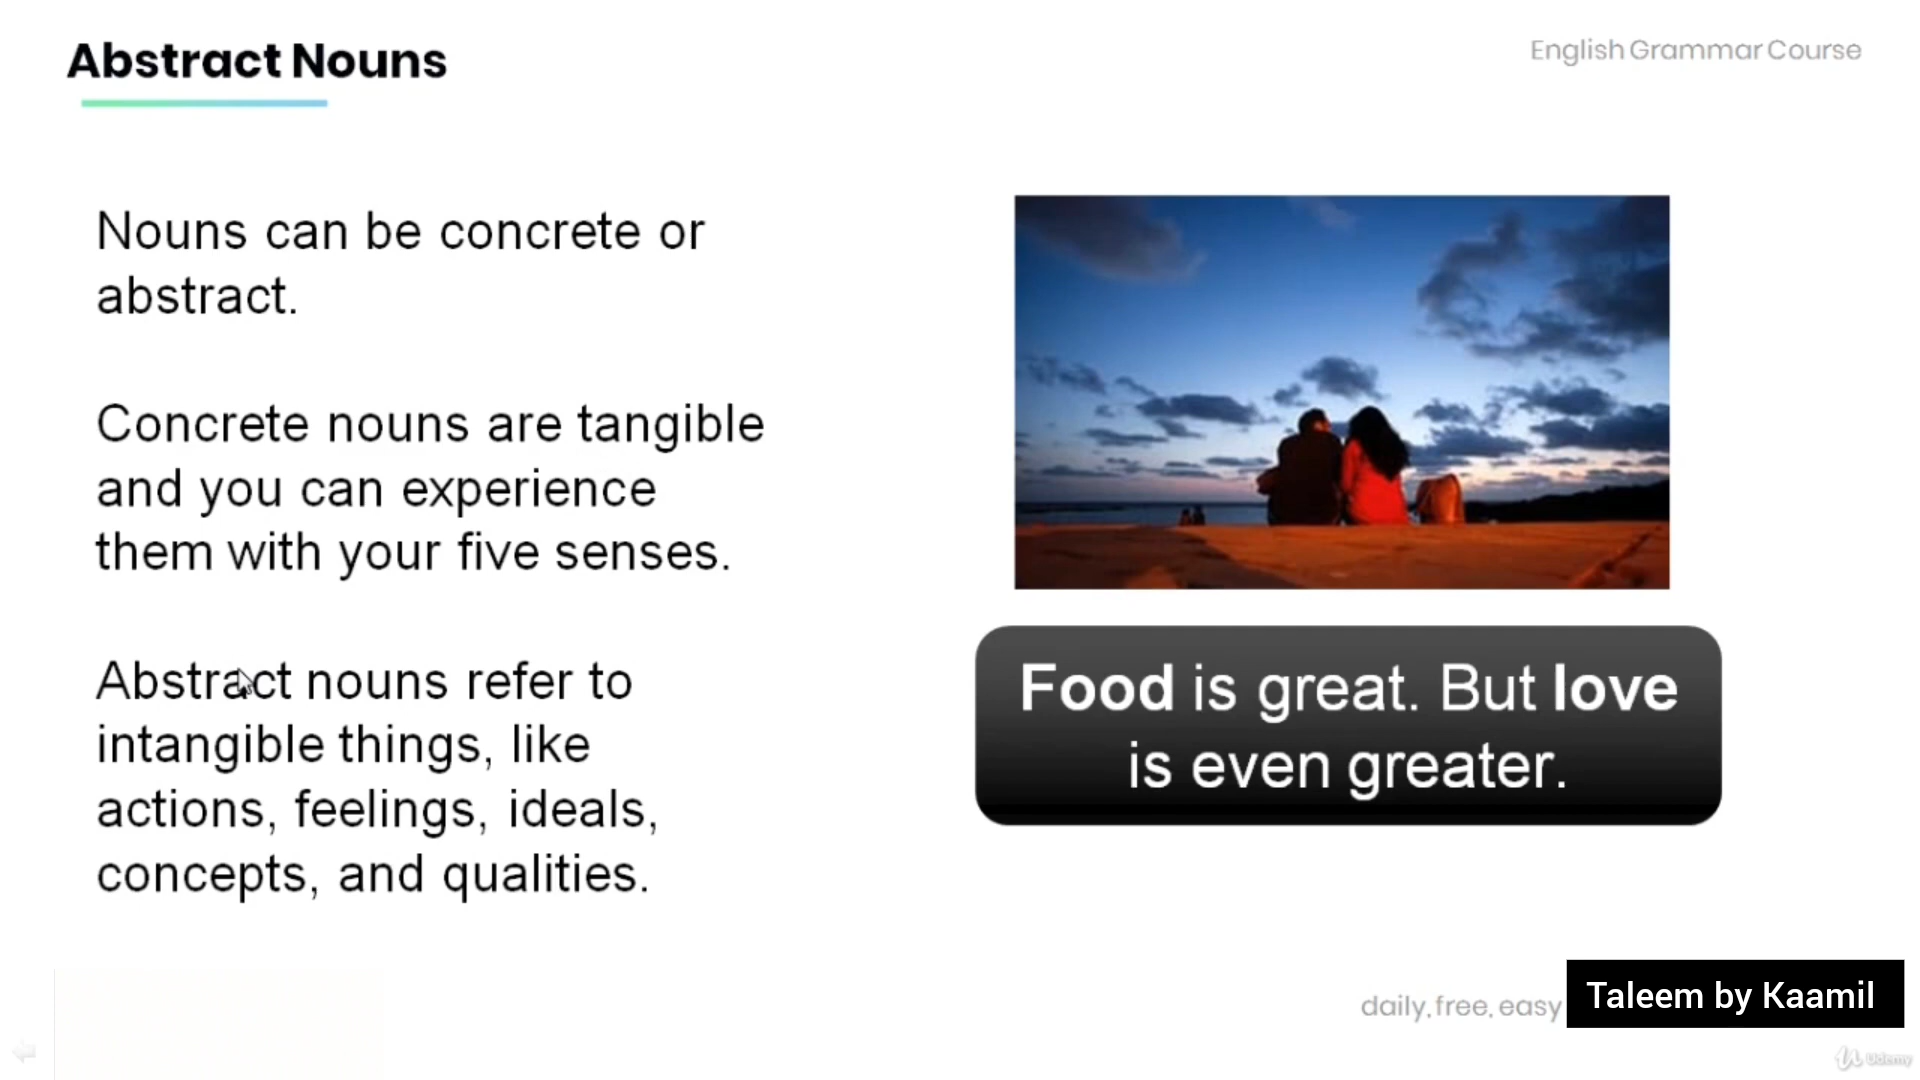 Abstract Nouns
English Grammar Course
Nouns can be concrete or
abstract.
Concrete nouns are tangible
and you can experience
them with your five senses.
Abstract nouns refer to
intangible things, like
actions, feelings, ideals,
concepts, and qualities.
Food is great. But love
is even greater.
daily, free, easy
Taleem by Kaamil
Udemy